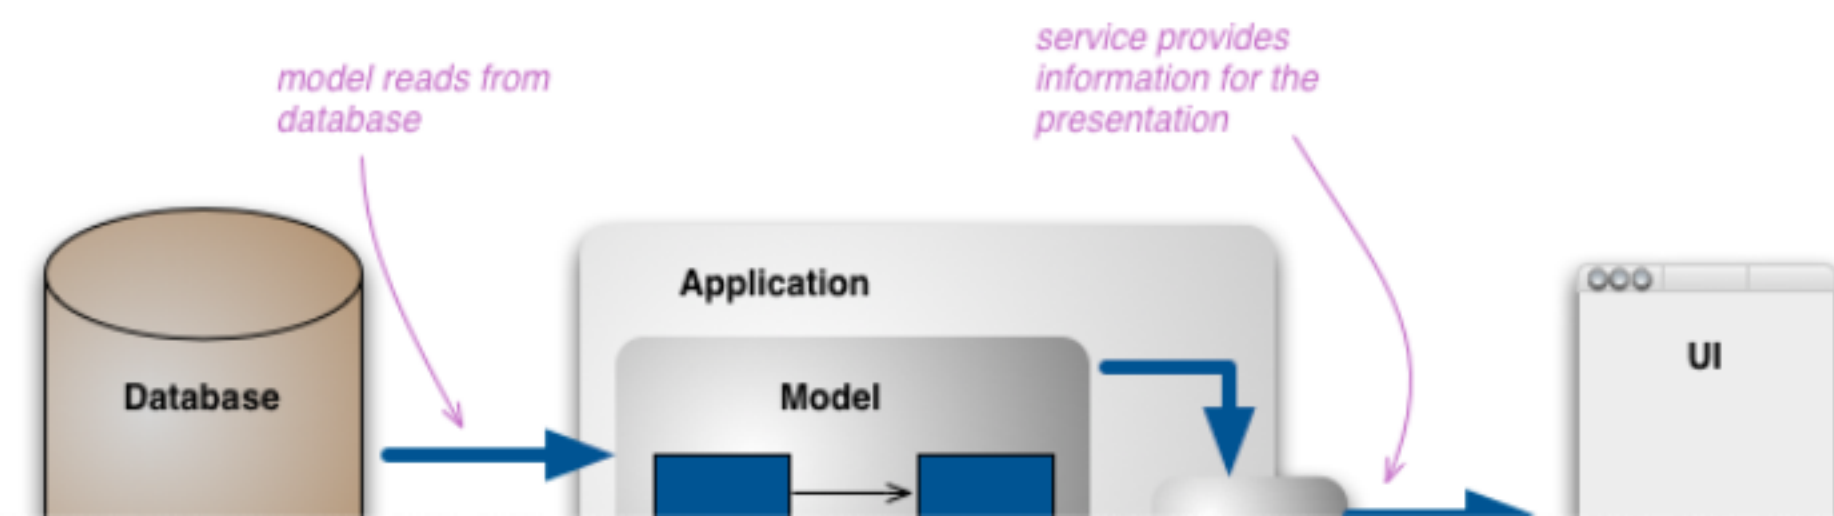 model reads from
database
service provides
information for the
presentation
Application
Database
Model
UI